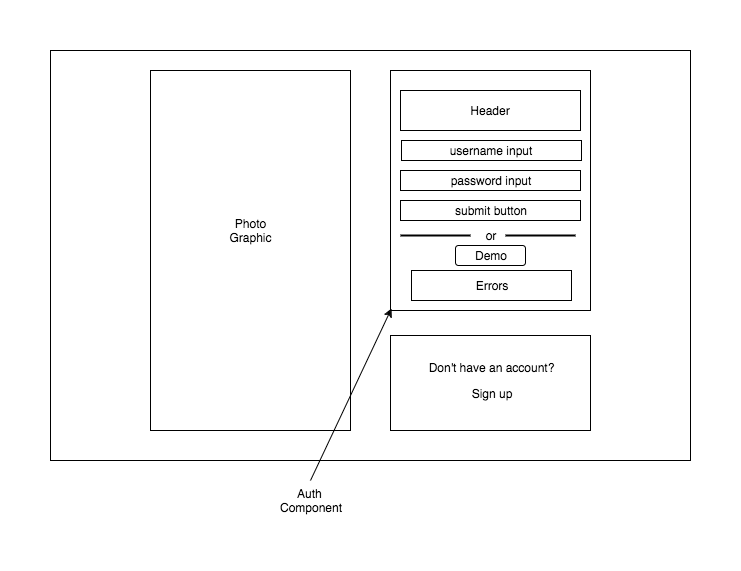 Photo
Graphic
Header
username input
password input
submit button
or
Demo
Errors
Don't have an account?
Sign up
Auth
Component